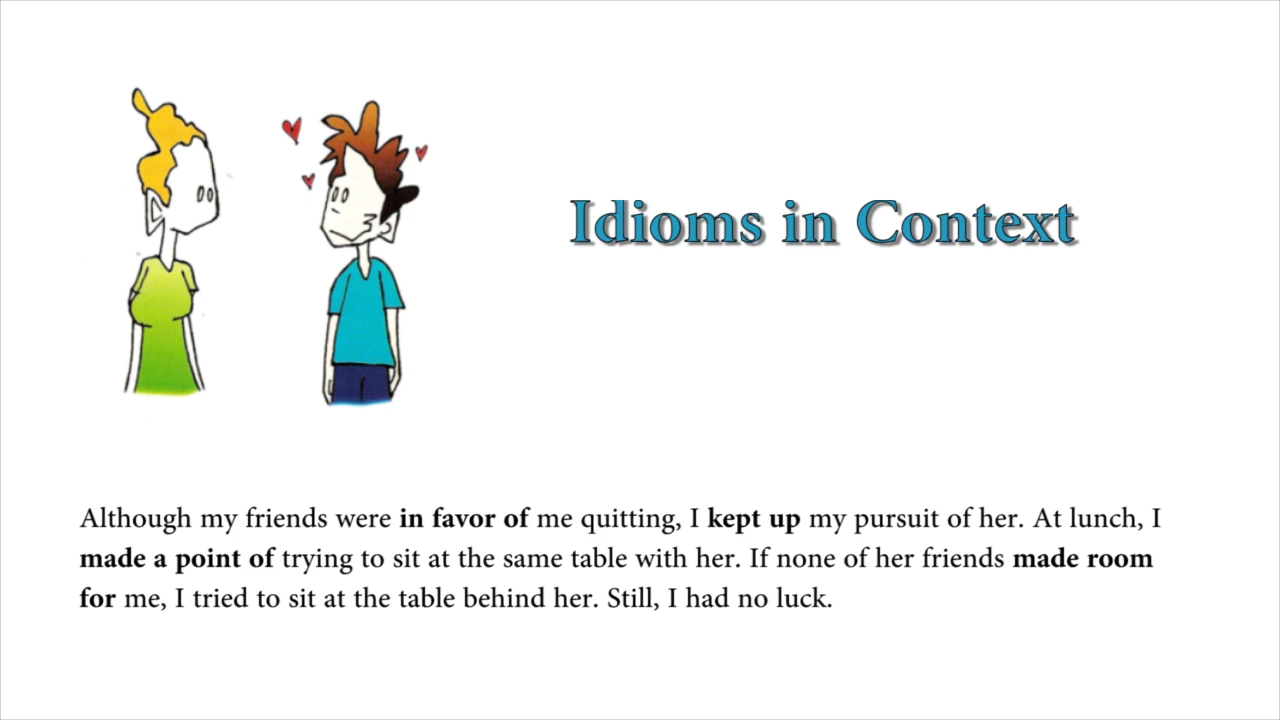 Idioms in Context
Although my friends were in favor of me quitting, I kept up my pursuit of her. At lunch, I
made a point of trying to sit at the same table with her. If none of her friends made room
for me, I tried to sit at the table behind her. Still, I had no luck.